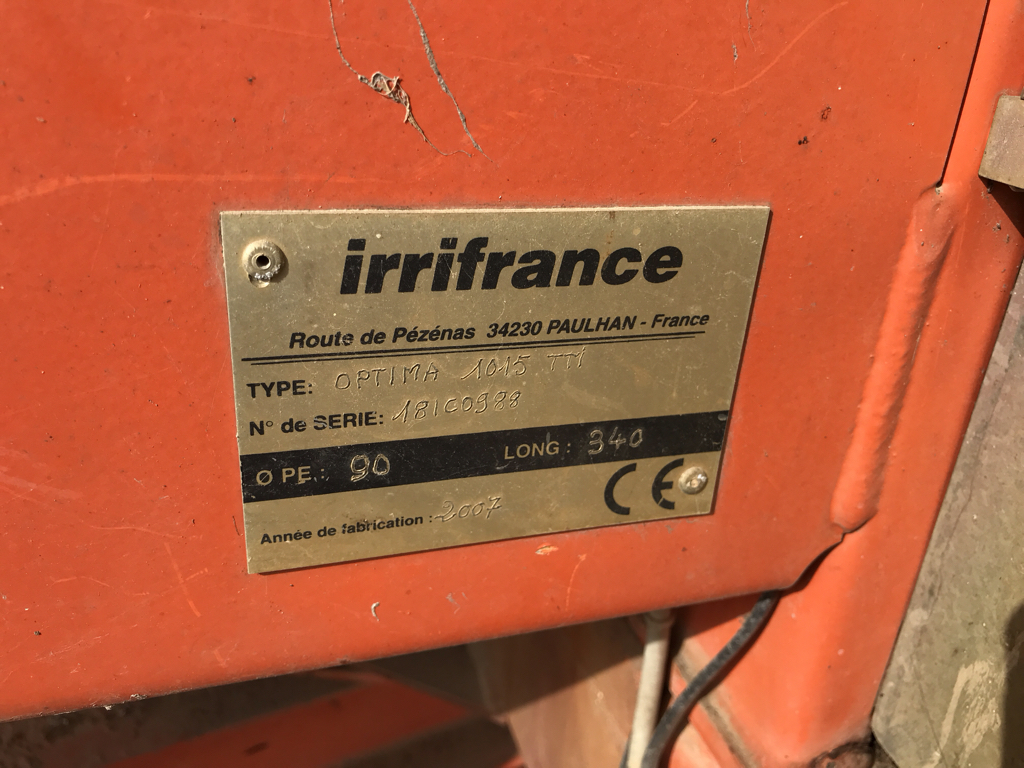 irrifrance
Route de Pézénas 34230 PAULHAN - France
TYPE: OPTIMA 1015 TTM
N° de SERIE: 181C0988
Ø PE.: 90 LONG : 340
CE
Année de fabrication : 2007